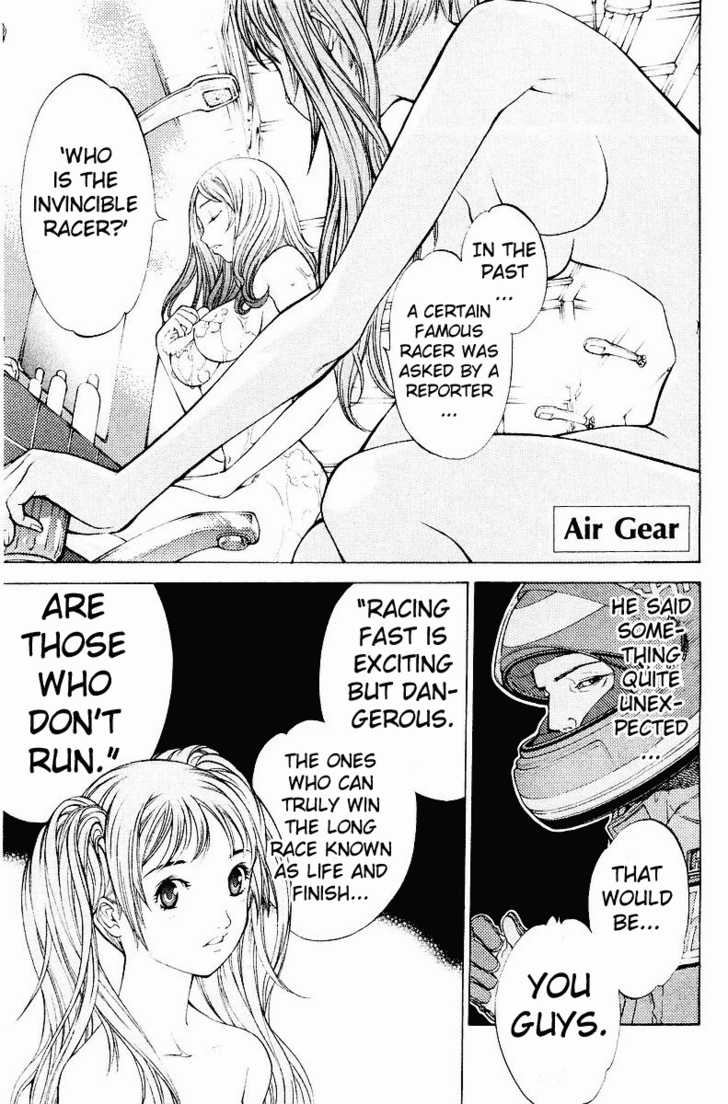 IN THE
PAST
...
A CERTAIN
FAMOUS
RACER WAS
ASKED BY A
REPORTER
...
'WHO
IS THE
INVINCIBLE
RACER?'
Air Gear
HE SAID
SOME-
THING
QUITE
UNEX-
PECTED
...
THAT
WOULD
BE...
YOU
GUYS.
"RACING
FAST IS
EXCITING
BUT DAN-
GEROUS.
THE ONES
WHO CAN
TRULY WIN
THE LONG
RACE KNOWN
AS LIFE AND
FINISH...
ARE
THOSE
WHO
DON'T
RUN."